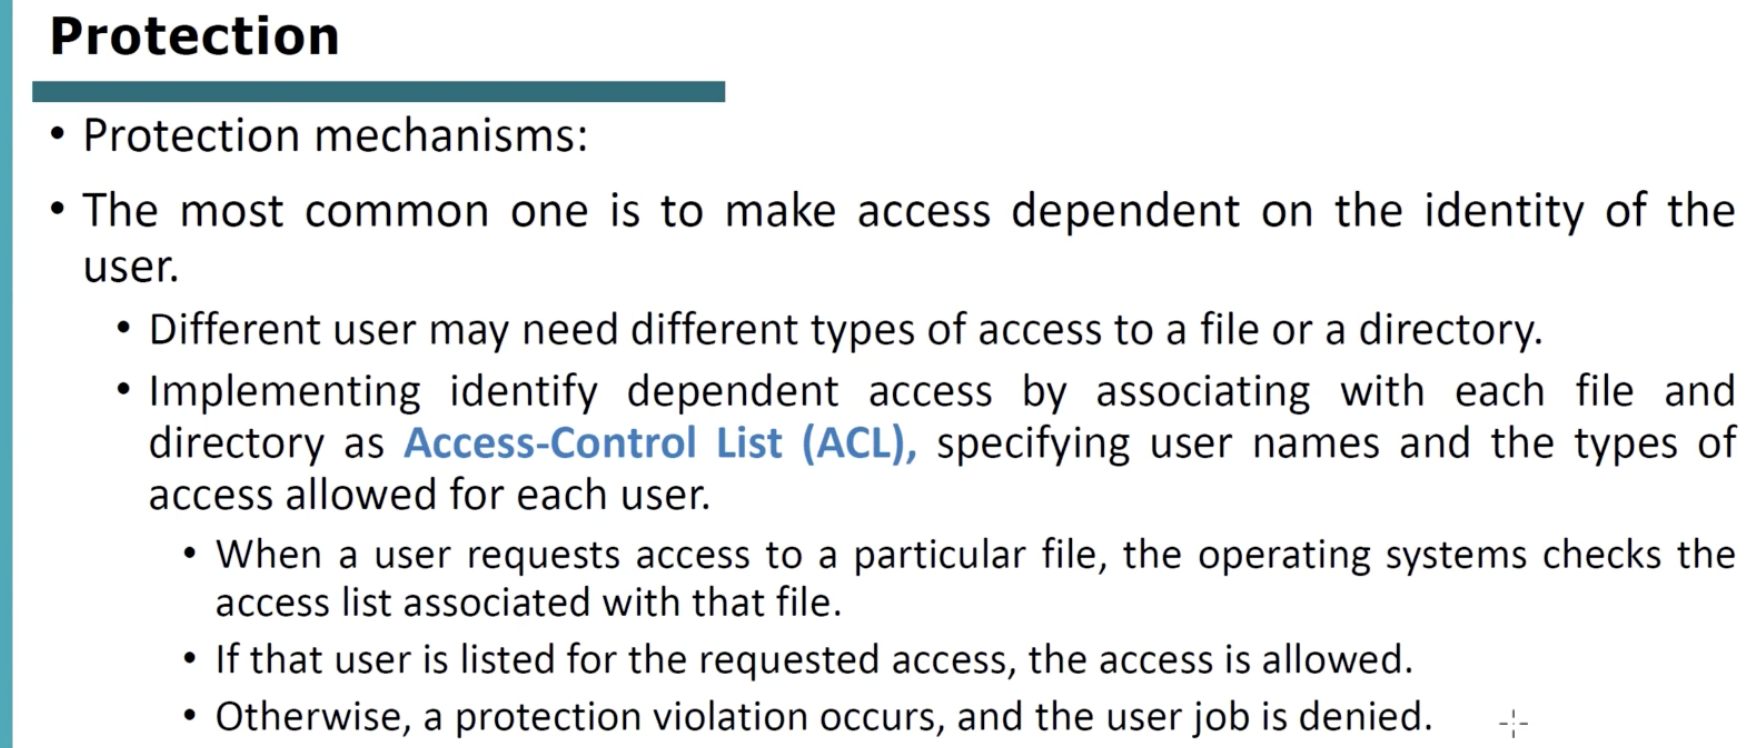 Protection
• Protection mechanisms:
• The most common one is to make access dependent on the identity of the
user.
• Different user may need different types of access to a file or a directory.
• Implementing identify dependent access by associating with each file and
directory as Access-Control List (ACL), specifying user names and the types of
access allowed for each user.
• When a user requests access to a particular file, the operating systems checks the
access list associated with that file.
• If that user is listed for the requested access, the access is allowed.
• Otherwise, a protection violation occurs, and the user job is denied.